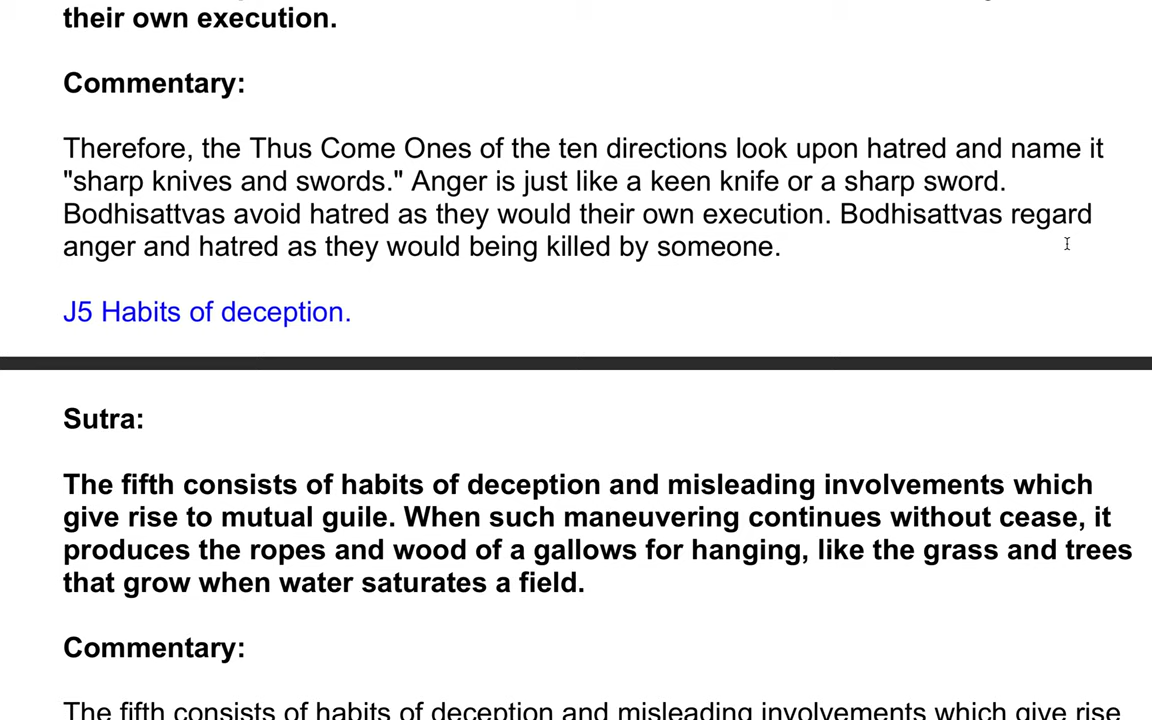 their own execution.
Commentary:
Therefore, the Thus Come Ones of the ten directions look upon hatred and name it
"sharp knives and swords." Anger is just like a keen knife or a sharp sword.
Bodhisattvas avoid hatred as they would their own execution. Bodhisattvas regard
anger and hatred as they would being killed by someone.
J5 Habits of deception.
Sutra:
The fifth consists of habits of deception and misleading involvements which
give rise to mutual guile. When such maneuvering continues without cease, it
produces the ropes and wood of a gallows for hanging, like the grass and trees
that grow when water saturates a field.
Commentary:
The fifth consists of habits of deception and misleading involvements which give rise